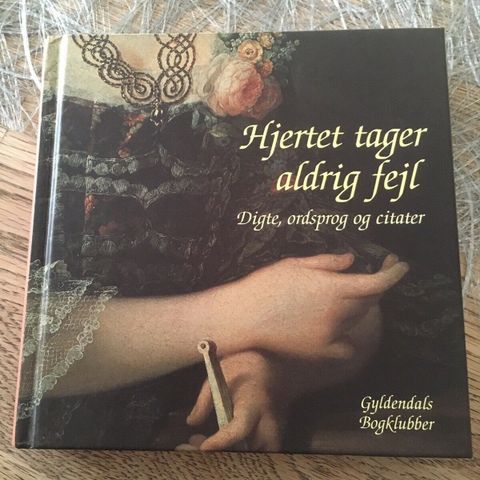 Hjertet tager
aldrig fejl
Digte, ordsprog og citater
Gyldendals
Bogklubber